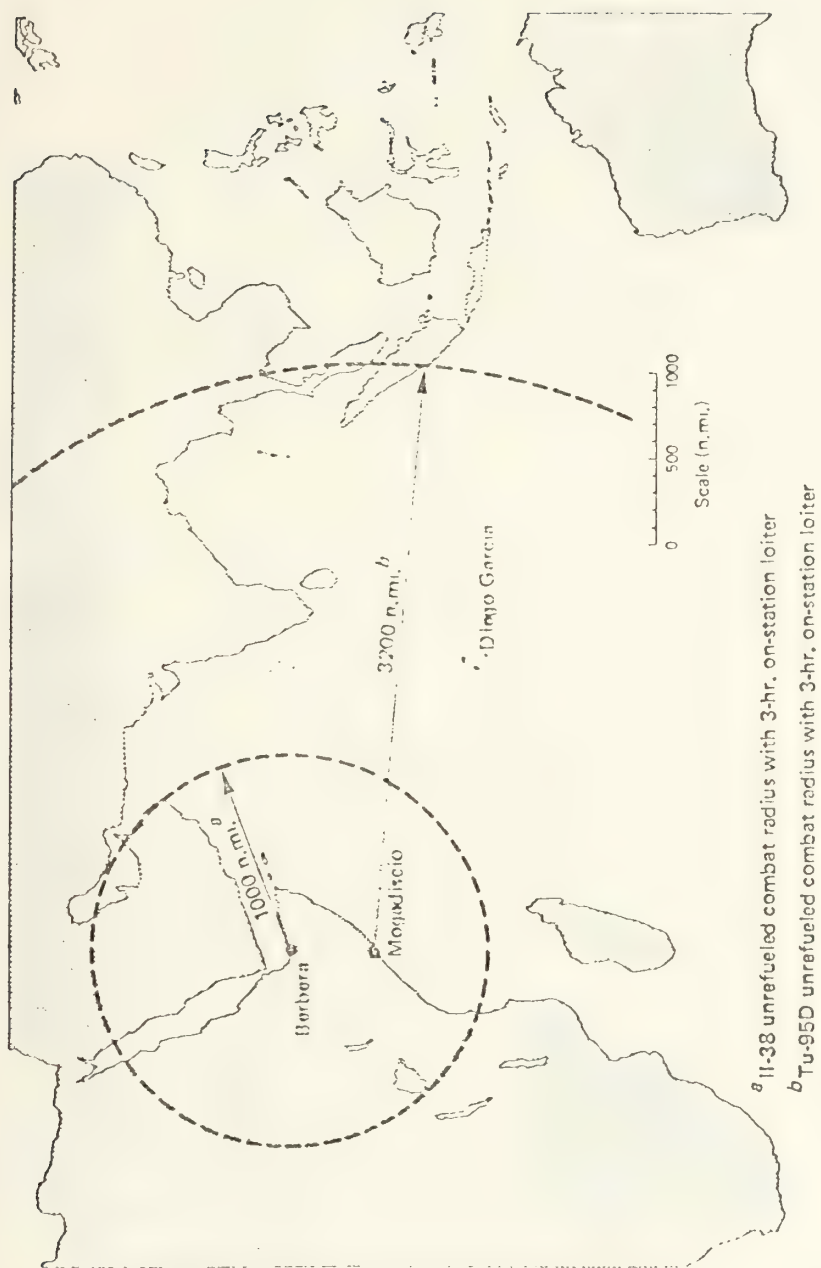 1000 n.mi.a
Berbera
Mogadiscio
3200 n.mi.b
Diego Garcia
0 500 1000
Scale (n.mi.)
a Il-38 unrefueled combat radius with 3-hr. on-station loiter
b Tu-95D unrefueled combat radius with 3-hr. on-station loiter